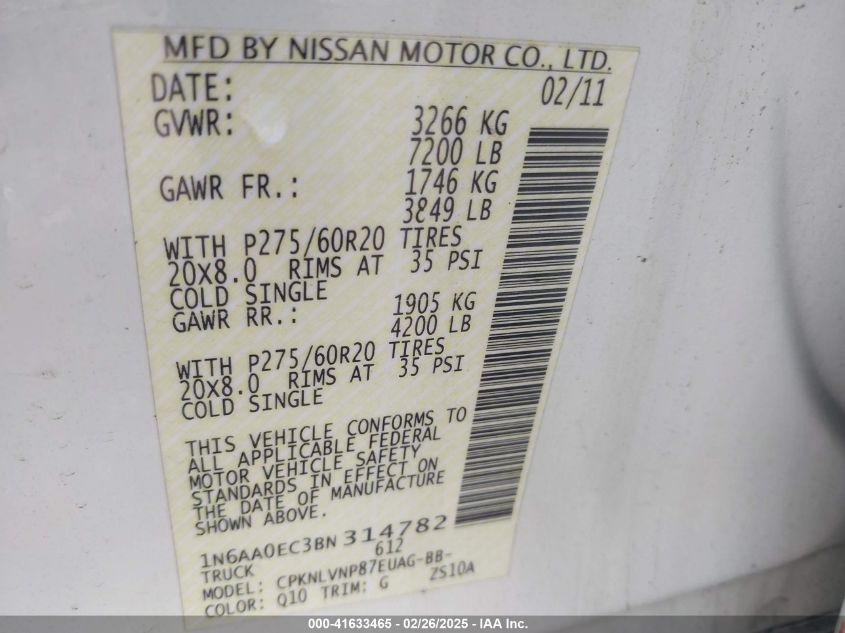 MFD BY NISSAN MOTOR CO., LTD.
DATE: 02/11
GVWR: 3266 KG
7200 LB
GAWR FR.: 1746 KG
3849 LB
WITH P275/60R20 TIRES
20X8.0 RIMS AT 35 PSI
COLD SINGLE
GAWR RR.: 1905 KG
4200 LB
WITH P275/60R20 TIRES
20X8.0 RIMS AT 35 PSI
COLD SINGLE
THIS VEHICLE CONFORMS TO
ALL APPLICABLE FEDERAL
MOTOR VEHICLE SAFETY
STANDARDS IN EFFECT ON
THE DATE OF MANUFACTURE
SHOWN ABOVE.
1N6AA0EC3BN314782
TRUCK 612
MODEL: CPKNLVNP87EUAG-BB-
COLOR: Q10 TRIM: G ZS10A
000-41633465 - 02/26/2025 - IAA Inc.